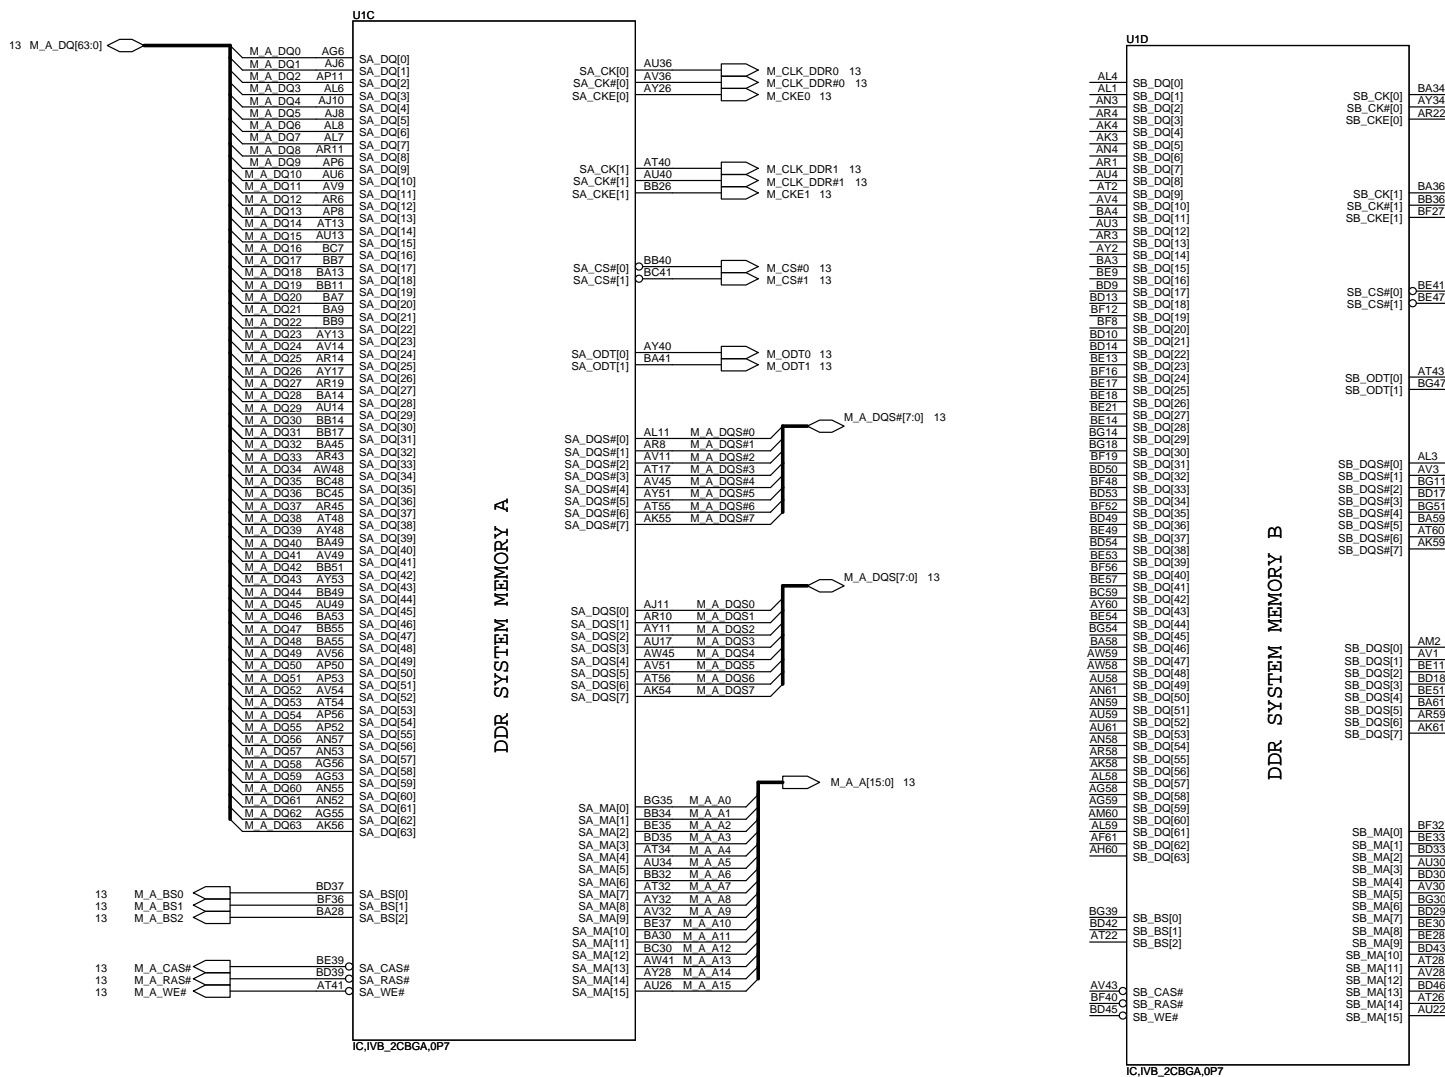 U1C
13 M_A_DQ[63:0]
M_A_DQ0 AG6 SA_DQ[0]
M_A_DQ1 AJ6 SA_DQ[1]
M_A_DQ2 AP11 SA_DQ[2]
M_A_DQ3 AL6 SA_DQ[3]
M_A_DQ4 AJ10 SA_DQ[4]
M_A_DQ5 AJ8 SA_DQ[5]
M_A_DQ6 AL8 SA_DQ[6]
M_A_DQ7 AL7 SA_DQ[7]
M_A_DQ8 AR11 SA_DQ[8]
M_A_DQ9 AP6 SA_DQ[9]
M_A_DQ10 AU6 SA_DQ[10]
M_A_DQ11 AV9 SA_DQ[11]
M_A_DQ12 AR6 SA_DQ[12]
M_A_DQ13 AP8 SA_DQ[13]
M_A_DQ14 AT13 SA_DQ[14]
M_A_DQ15 AU13 SA_DQ[15]
M_A_DQ16 BC7 SA_DQ[16]
M_A_DQ17 BB7 SA_DQ[17]
M_A_DQ18 BA13 SA_DQ[18]
M_A_DQ19 BB11 SA_DQ[19]
M_A_DQ20 BA7 SA_DQ[20]
M_A_DQ21 BA9 SA_DQ[21]
M_A_DQ22 BB9 SA_DQ[22]
M_A_DQ23 AY13 SA_DQ[23]
M_A_DQ24 AV14 SA_DQ[24]
M_A_DQ25 AR14 SA_DQ[25]
M_A_DQ26 AY17 SA_DQ[26]
M_A_DQ27 AR19 SA_DQ[27]
M_A_DQ28 BA14 SA_DQ[28]
M_A_DQ29 AU14 SA_DQ[29]
M_A_DQ30 BB14 SA_DQ[30]
M_A_DQ31 BB17 SA_DQ[31]
M_A_DQ32 BA45 SA_DQ[32]
M_A_DQ33 AR43 SA_DQ[33]
M_A_DQ34 AW48 SA_DQ[34]
M_A_DQ35 BC48 SA_DQ[35]
M_A_DQ36 BC45 SA_DQ[36]
M_A_DQ37 AR45 SA_DQ[37]
M_A_DQ38 AT48 SA_DQ[38]
M_A_DQ39 AY48 SA_DQ[39]
M_A_DQ40 BA49 SA_DQ[40]
M_A_DQ41 AV49 SA_DQ[41]
M_A_DQ42 BB51 SA_DQ[42]
M_A_DQ43 AY53 SA_DQ[43]
M_A_DQ44 BB49 SA_DQ[44]
M_A_DQ45 AU49 SA_DQ[45]
M_A_DQ46 BA53 SA_DQ[46]
M_A_DQ47 BB55 SA_DQ[47]
M_A_DQ48 BA55 SA_DQ[48]
M_A_DQ49 AV56 SA_DQ[49]
M_A_DQ50 AP50 SA_DQ[50]
M_A_DQ51 AP53 SA_DQ[51]
M_A_DQ52 AV54 SA_DQ[52]
M_A_DQ53 AT54 SA_DQ[53]
M_A_DQ54 AP56 SA_DQ[54]
M_A_DQ55 AP52 SA_DQ[55]
M_A_DQ56 AN57 SA_DQ[56]
M_A_DQ57 AN53 SA_DQ[57]
M_A_DQ58 AG56 SA_DQ[58]
M_A_DQ59 AG53 SA_DQ[59]
M_A_DQ60 AN55 SA_DQ[60]
M_A_DQ61 AN52 SA_DQ[61]
M_A_DQ62 AG55 SA_DQ[62]
M_A_DQ63 AK56 SA_DQ[63]
13 M_A_BS0 BD37 SA_BS[0]
13 M_A_BS1 BF36 SA_BS[1]
13 M_A_BS2 BA28 SA_BS[2]
13 M_A_CAS# BE39 SA_CAS#
13 M_A_RAS# BD39 SA_RAS#
13 M_A_WE# AT41 SA_WE#
DDR SYSTEM MEMORY A
SA_CK[0] AU36 M_CLK_DDR0 13
SA_CK#[0] AV36 M_CLK_DDR#0 13
SA_CKE[0] AY26 M_CKE0 13
SA_CK[1] AT40 M_CLK_DDR1 13
SA_CK#[1] AU40 M_CLK_DDR#1 13
SA_CKE[1] BB26 M_CKE1 13
SA_CS#[0] BB40 M_CS#0 13
SA_CS#[1] BC41 M_CS#1 13
SA_ODT[0] AY40 M_ODT0 13
SA_ODT[1] BA41 M_ODT1 13
M_A_DQS#[7:0] 13
SA_DQS#[0] AL11 M_A_DQS#0
SA_DQS#[1] AR8 M_A_DQS#1
SA_DQS#[2] AV11 M_A_DQS#2
SA_DQS#[3] AT17 M_A_DQS#3
SA_DQS#[4] AV45 M_A_DQS#4
SA_DQS#[5] AY51 M_A_DQS#5
SA_DQS#[6] AT55 M_A_DQS#6
SA_DQS#[7] AK55 M_A_DQS#7
M_A_DQS[7:0] 13
SA_DQS[0] AJ11 M_A_DQS0
SA_DQS[1] AR10 M_A_DQS1
SA_DQS[2] AY11 M_A_DQS2
SA_DQS[3] AU17 M_A_DQS3
SA_DQS[4] AW45 M_A_DQS4
SA_DQS[5] AV51 M_A_DQS5
SA_DQS[6] AT56 M_A_DQS6
SA_DQS[7] AK54 M_A_DQS7
M_A_A[15:0] 13
SA_MA[0] BG35 M_A_A0
SA_MA[1] BB34 M_A_A1
SA_MA[2] BE35 M_A_A2
SA_MA[3] BD35 M_A_A3
SA_MA[4] AT34 M_A_A4
SA_MA[5] AU34 M_A_A5
SA_MA[6] BB32 M_A_A6
SA_MA[7] AT32 M_A_A7
SA_MA[8] AY32 M_A_A8
SA_MA[9] AV32 M_A_A9
SA_MA[10] BE37 M_A_A10
SA_MA[11] BA30 M_A_A11
SA_MA[12] BC30 M_A_A12
SA_MA[13] AW41 M_A_A13
SA_MA[14] AY28 M_A_A14
SA_MA[15] AU26 M_A_A15
IC,IVB_2CBGA,0P7
U1D
AL4 SB_DQ[0]
AL1 SB_DQ[1]
AN3 SB_DQ[2]
AR4 SB_DQ[3]
AK4 SB_DQ[4]
AK3 SB_DQ[5]
AN4 SB_DQ[6]
AR1 SB_DQ[7]
AU4 SB_DQ[8]
AT2 SB_DQ[9]
AV4 SB_DQ[10]
BA4 SB_DQ[11]
AU3 SB_DQ[12]
AR3 SB_DQ[13]
AY2 SB_DQ[14]
BA3 SB_DQ[15]
BE9 SB_DQ[16]
BD9 SB_DQ[17]
BD13 SB_DQ[18]
BF12 SB_DQ[19]
BF8 SB_DQ[20]
BD10 SB_DQ[21]
BD14 SB_DQ[22]
BE13 SB_DQ[23]
BF16 SB_DQ[24]
BE17 SB_DQ[25]
BE18 SB_DQ[26]
BE21 SB_DQ[27]
BE14 SB_DQ[28]
BG14 SB_DQ[29]
BG18 SB_DQ[30]
BF19 SB_DQ[31]
BD50 SB_DQ[32]
BF48 SB_DQ[33]
BD53 SB_DQ[34]
BF52 SB_DQ[35]
BD49 SB_DQ[36]
BE49 SB_DQ[37]
BD54 SB_DQ[38]
BE53 SB_DQ[39]
BF56 SB_DQ[40]
BE57 SB_DQ[41]
BC59 SB_DQ[42]
AY60 SB_DQ[43]
BE54 SB_DQ[44]
BG54 SB_DQ[45]
BA58 SB_DQ[46]
AW59 SB_DQ[47]
AW58 SB_DQ[48]
AU58 SB_DQ[49]
AN61 SB_DQ[50]
AN59 SB_DQ[51]
AU59 SB_DQ[52]
AU61 SB_DQ[53]
AN58 SB_DQ[54]
AR58 SB_DQ[55]
AK58 SB_DQ[56]
AL58 SB_DQ[57]
AG58 SB_DQ[58]
AG59 SB_DQ[59]
AM60 SB_DQ[60]
AL59 SB_DQ[61]
AF61 SB_DQ[62]
AH60 SB_DQ[63]
BG39 SB_BS[0]
BD42 SB_BS[1]
AT22 SB_BS[2]
AV43 SB_CAS#
BF40 SB_RAS#
BD45 SB_WE#
DDR SYSTEM MEMORY B
SB_CK[0] BA34
SB_CK#[0] AY34
SB_CKE[0] AR22
SB_CK[1] BA36
SB_CK#[1] BB36
SB_CKE[1] BF27
SB_CS#[0] BE41
SB_CS#[1] BE47
SB_ODT[0] AT43
SB_ODT[1] BG47
SB_DQS#[0] AL3
SB_DQS#[1] AV3
SB_DQS#[2] BG11
SB_DQS#[3] BD17
SB_DQS#[4] BG51
SB_DQS#[5] BA59
SB_DQS#[6] AT60
SB_DQS#[7] AK59
SB_DQS[0] AM2
SB_DQS[1] AV1
SB_DQS[2] BE11
SB_DQS[3] BD18
SB_DQS[4] BE51
SB_DQS[5] BA61
SB_DQS[6] AR59
SB_DQS[7] AK61
SB_MA[0] BF32
SB_MA[1] BE33
SB_MA[2] BD33
SB_MA[3] AU30
SB_MA[4] BD30
SB_MA[5] AV30
SB_MA[6] BG30
SB_MA[7] BD29
SB_MA[8] BE30
SB_MA[9] BE28
SB_MA[10] BD43
SB_MA[11] AT28
SB_MA[12] AV28
SB_MA[13] BD46
SB_MA[14] AT26
SB_MA[15] AU22
IC,IVB_2CBGA,0P7